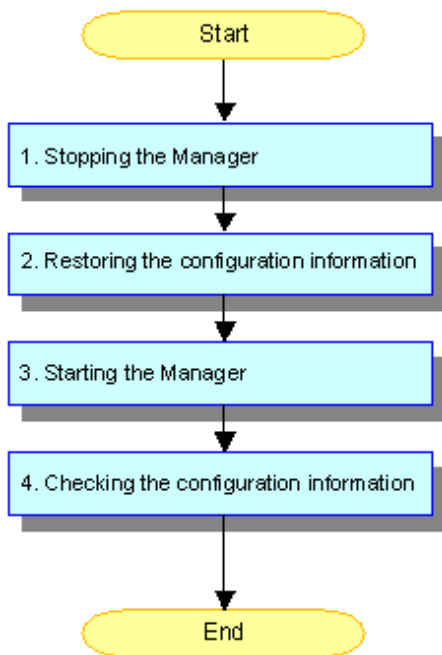 Start
1. Stopping the Manager
2. Restoring the configuration information
3. Starting the Manager
4. Checking the configuration information
End